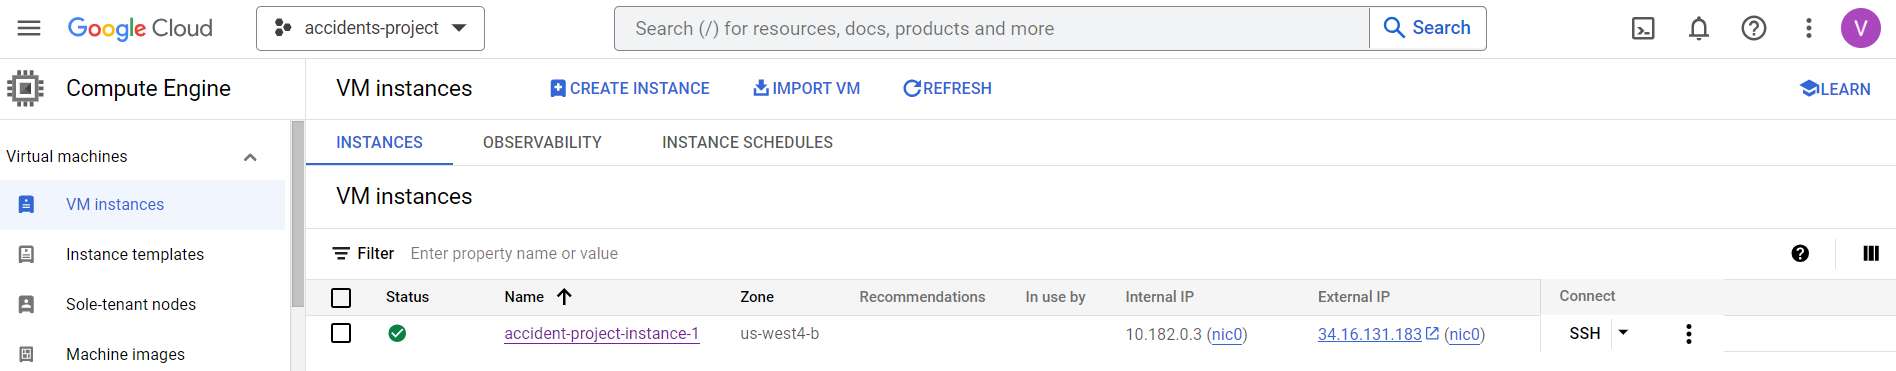 Google Cloud
accidents-project
Search (/) for resources, docs, products and more
Search
V
Compute Engine
VM instances
CREATE INSTANCE
IMPORT VM
REFRESH
LEARN
Virtual machines
VM instances
Instance templates
Sole-tenant nodes
Machine images
INSTANCES OBSERVABILITY INSTANCE SCHEDULES
VM instances
Filter Enter property name or value
Status Name Zone Recommendations In use by Internal IP External IP Connect
accident-project-instance-1 us-west4-b 10.182.0.3 (nic0) 34.16.131.183 (nic0) SSH